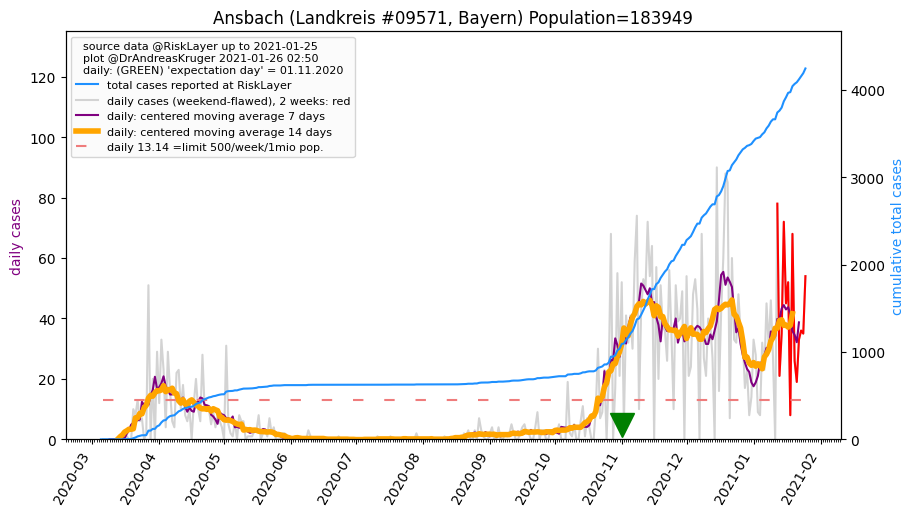 Ansbach (Landkreis #09571, Bayern) Population=183949
source data @RiskLayer up to 2021-01-25
plot @DrAndreasKruger 2021-01-26 02:50
daily: (GREEN) 'expectation day' = 01.11.2020
total cases reported at RiskLayer
daily cases (weekend-flawed), 2 weeks: red
daily: centered moving average 7 days
daily: centered moving average 14 days
daily 13.14 =limit 500/week/1mio pop.
daily cases
120
100
80
60
40
20
0
cumulative total cases
4000
3000
2000
1000
0
2020-03
2020-04
2020-05
2020-06
2020-07
2020-08
2020-09
2020-10
2020-11
2020-12
2021-01
2021-02